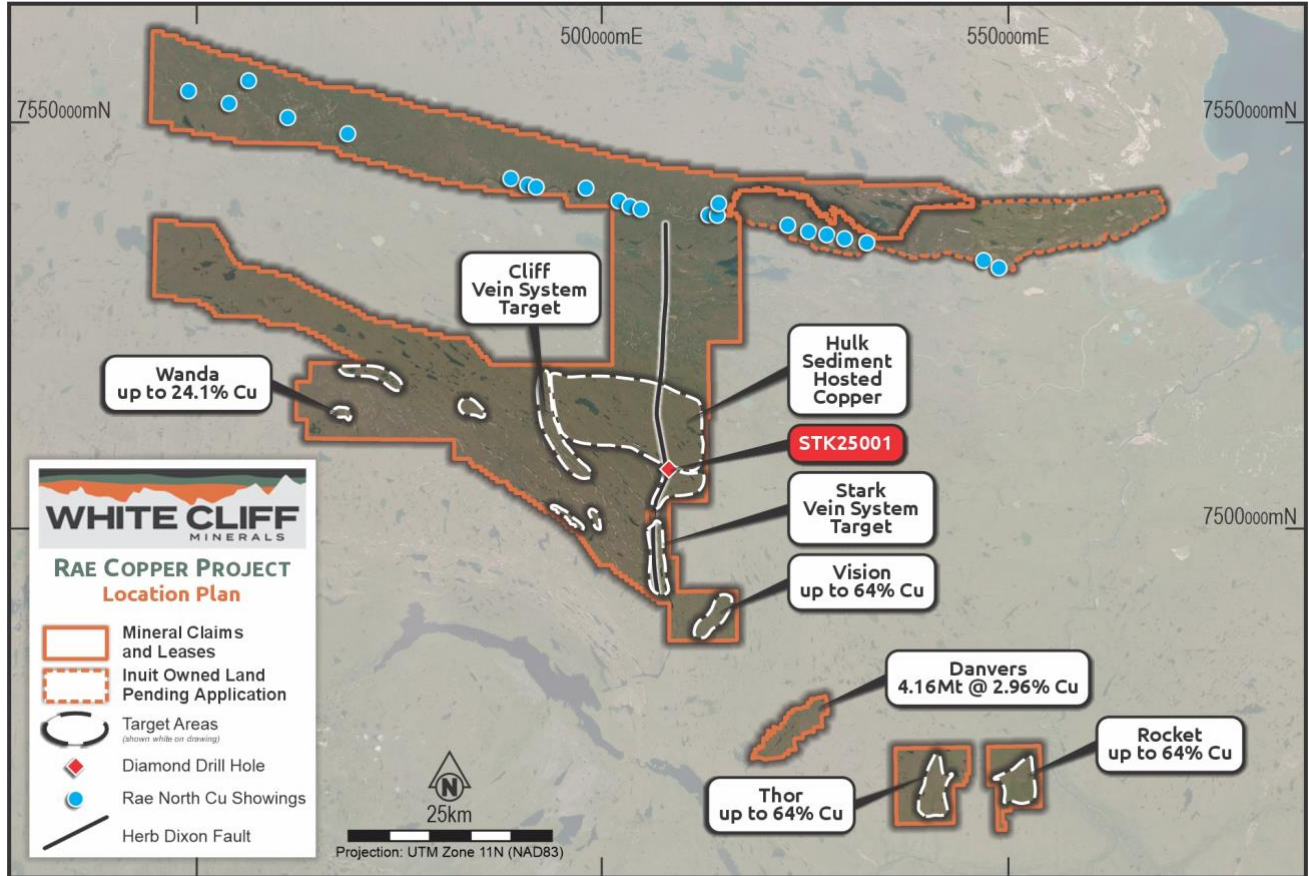 500000mE
550000mE
7550000mN
7550000mN
Cliff
Vein System
Target
Wanda
up to 24.1% Cu
Hulk
Sediment
Hosted
Copper
STK25001
Stark
Vein System
Target
7500000mN
Vision
up to 64% Cu
Danvers
4.16Mt @ 2.96% Cu
Rocket
up to 64% Cu
Thor
up to 64% Cu
WHITE CLIFF
MINERALS
RAE COPPER PROJECT
Location Plan
Mineral Claims
and Leases
Inuit Owned Land
Pending Application
Target Areas
(shown white on drawing)
Diamond Drill Hole
Rae North Cu Showings
Herb Dixon Fault
N
25km
Projection: UTM Zone 11N (NAD83)